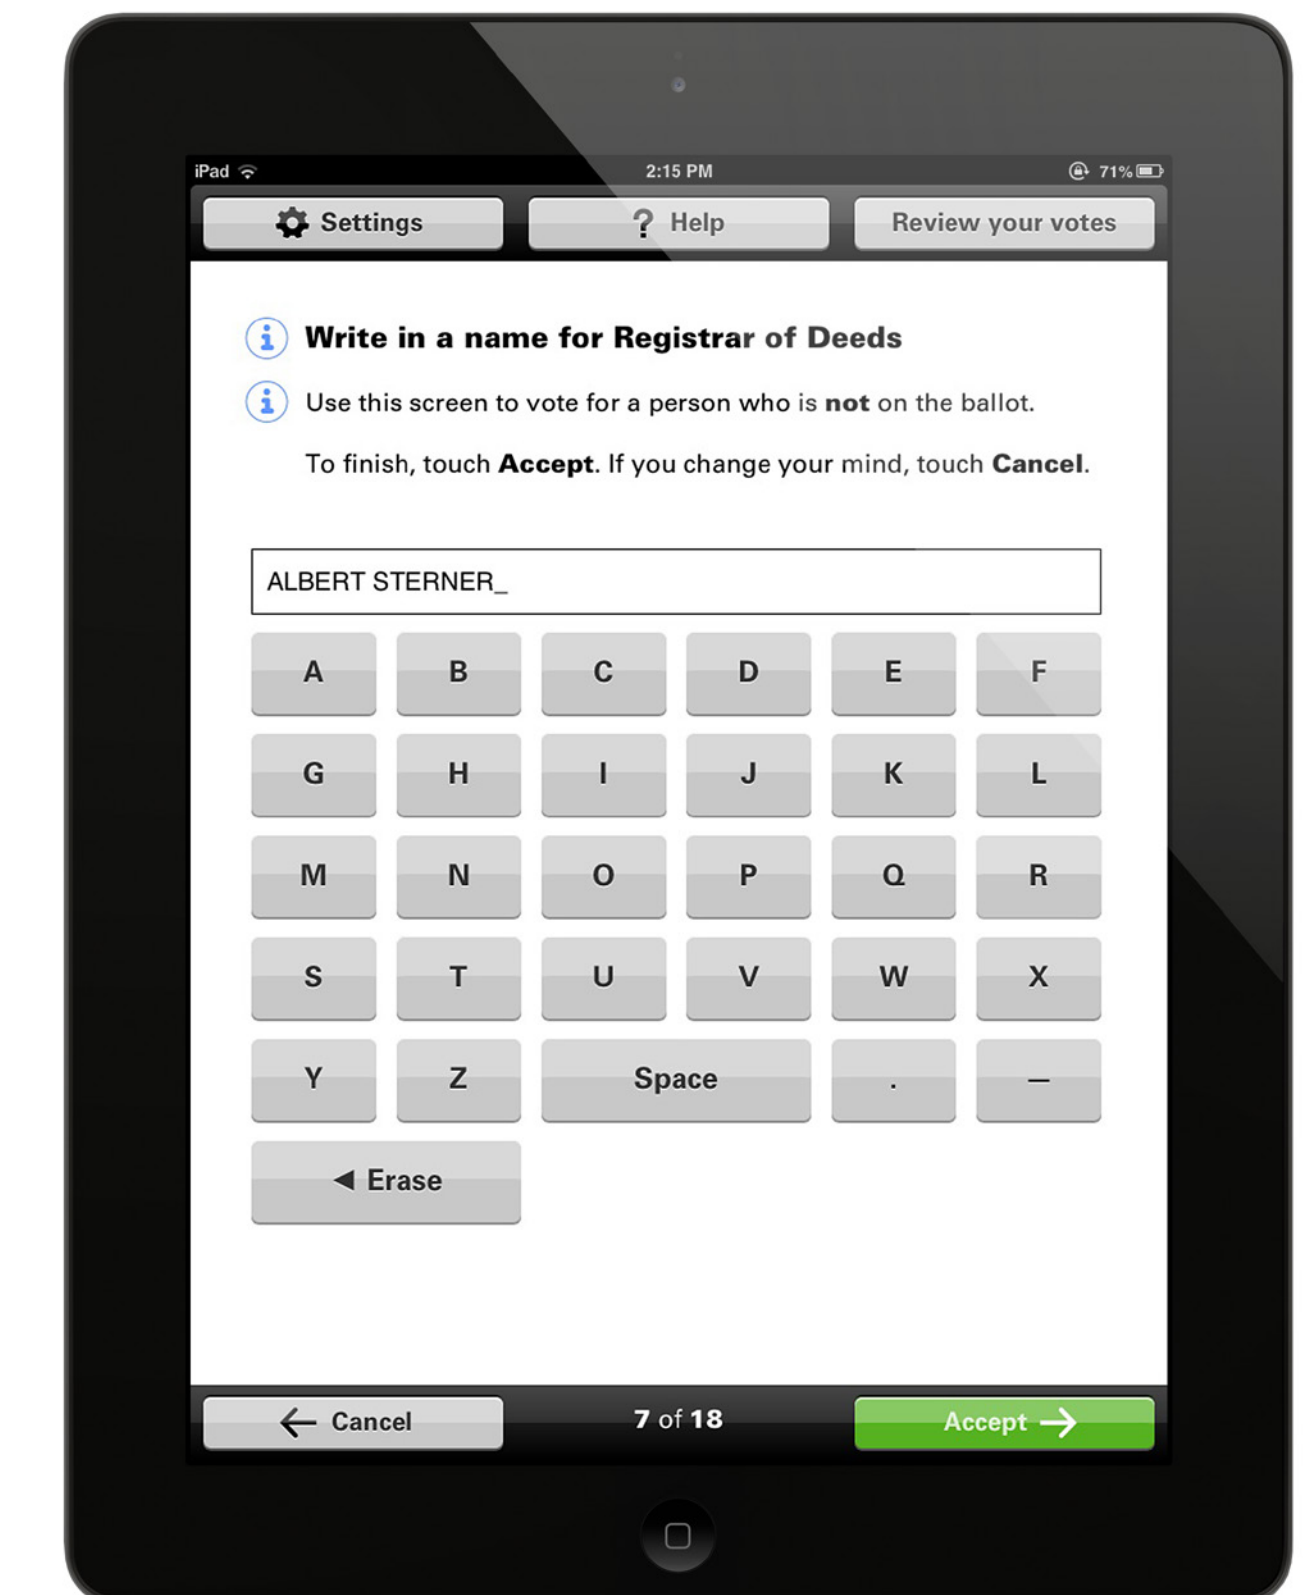 iPad 2:15 PM 71%
Settings ? Help Review your votes
i Write in a name for Registrar of Deeds
i Use this screen to vote for a person who is not on the ballot.
To finish, touch Accept. If you change your mind, touch Cancel.
ALBERT STERNER_
A B C D E F
G H I J K L
M N O P Q R
S T U V W X
Y Z Space . —
◄ Erase
← Cancel 7 of 18 Accept →